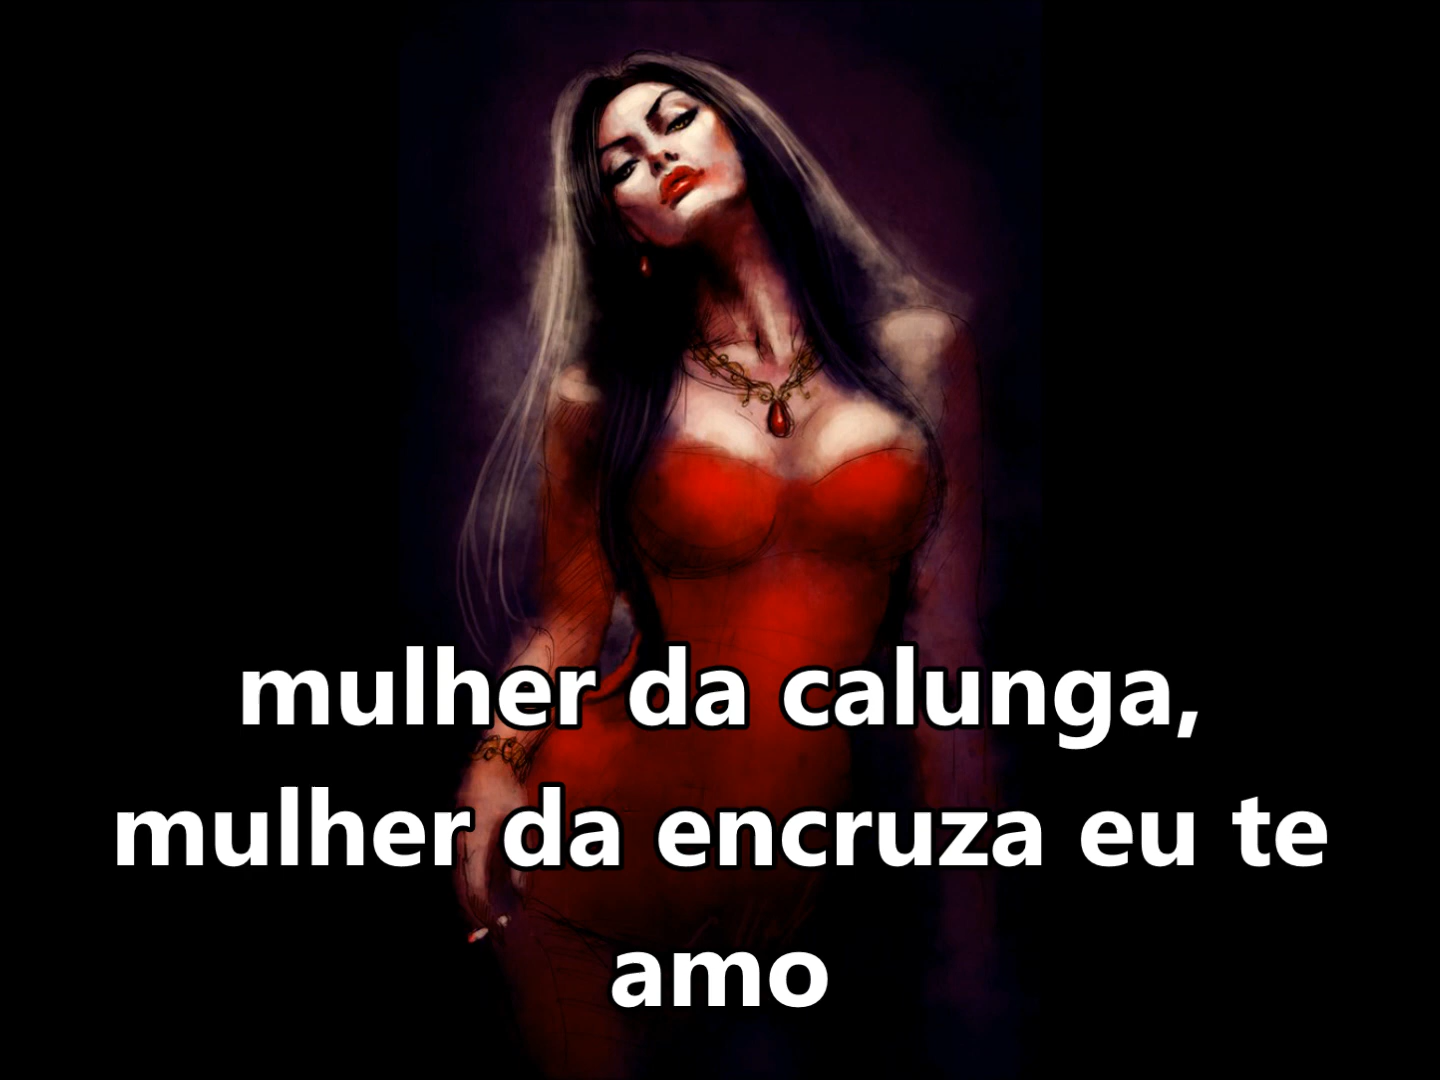 mulher da calunga,
mulher da encruza eu te
amo